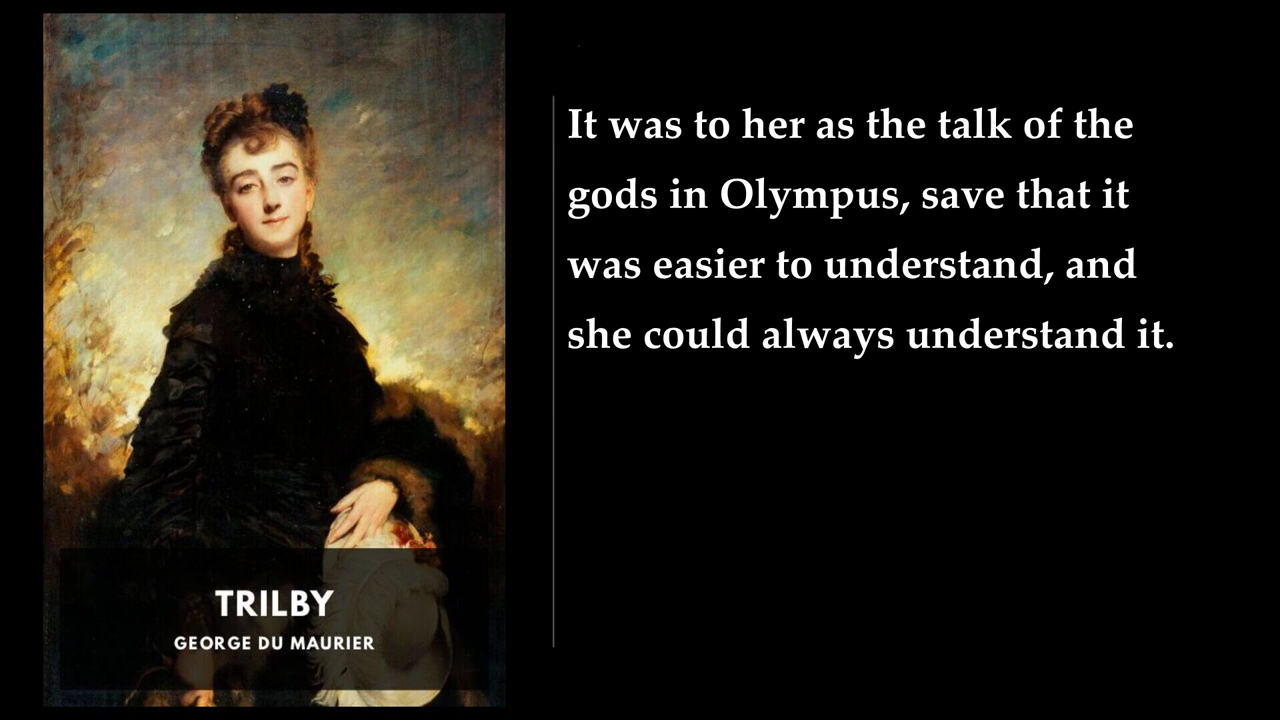 TRILBY
GEORGE DU MAURIER
It was to her as the talk of the
gods in Olympus, save that it
was easier to understand, and
she could always understand it.